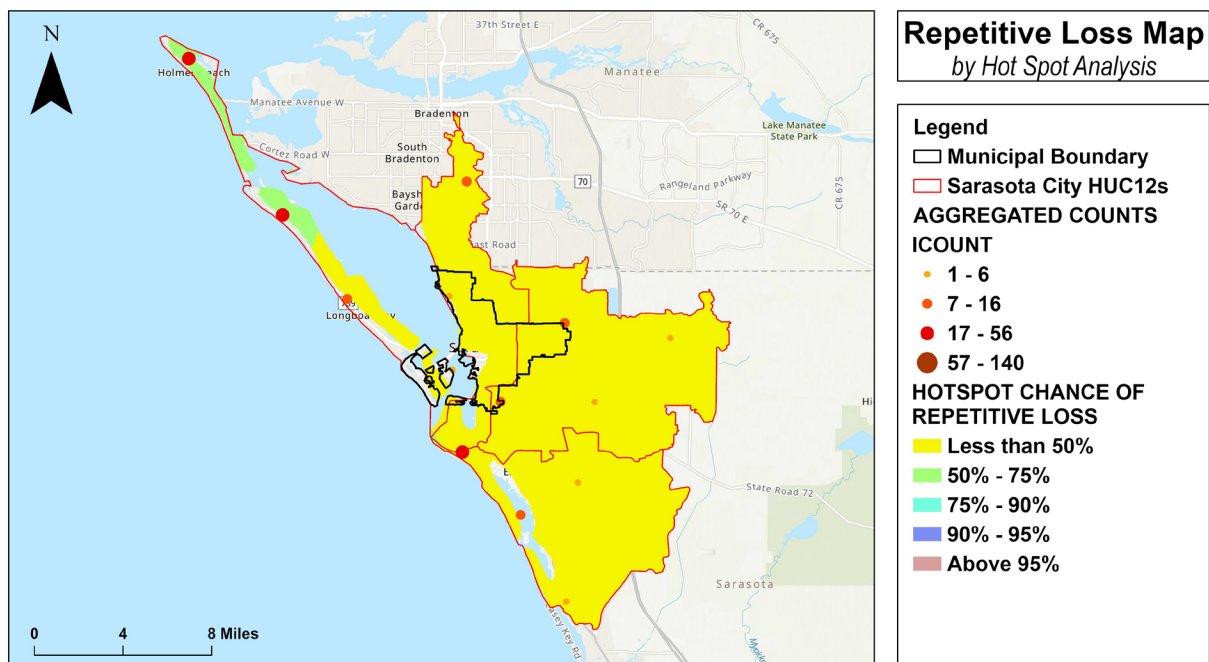 N
37th Street E
CR 675
Manatee
Manatee Avenue W
Bradenton
Lake Manatee
State Park
Cortez Road W
South
Bradenton
70
Rangeland Parkway
SR 70 E
CR 675
State Road 72
Sarasota
0 4 8 Miles
Repetitive Loss Map
by Hot Spot Analysis
Legend
Municipal Boundary
Sarasota City HUC12s
AGGREGATED COUNTS
ICOUNT
1 - 6
7 - 16
17 - 56
57 - 140
HOTSPOT CHANCE OF
REPETITIVE LOSS
Less than 50%
50% - 75%
75% - 90%
90% - 95%
Above 95%